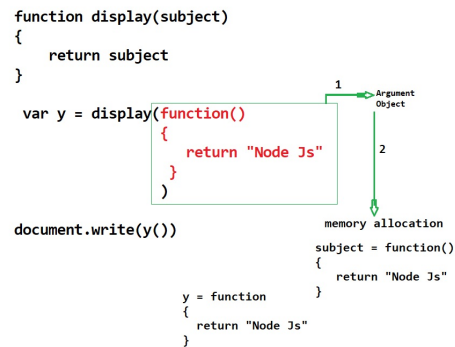 function display(subject)
{
return subject
}
var y = display(function()
{
return "Node Js"
}
)
document.write(y())
1
Argument
Object
2
memory allocation
subject = function()
{
return "Node Js"
}
y = function
{
return "Node Js"
}